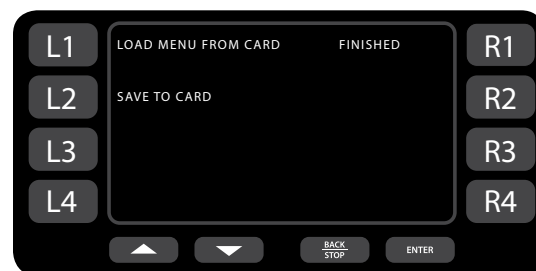 L1 LOAD MENU FROM CARD FINISHED R1
L2 SAVE TO CARD R2
L3 R3
L4 R4
BACK
STOP
ENTER